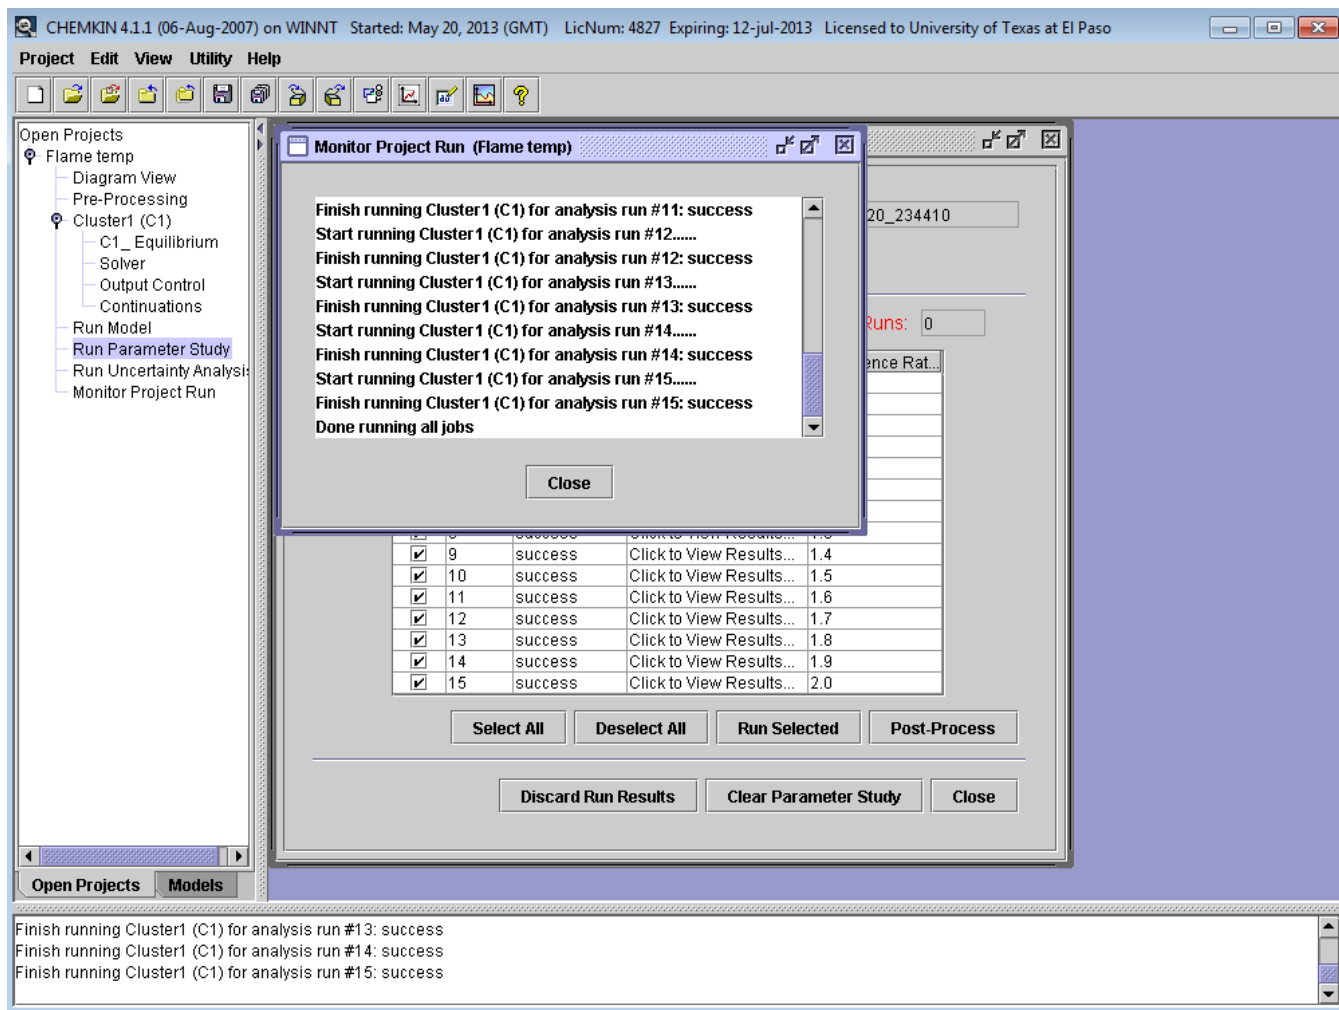 CHEMKIN 4.1.1 (06-Aug-2007) on WINNT Started: May 20, 2013 (GMT) LicNum: 4827 Expiring: 12-jul-2013 Licensed to University of Texas at El Paso
Project Edit View Utility Help
Open Projects
Flame temp
Diagram View
Pre-Processing
Cluster1 (C1)
C1_ Equilibrium
Solver
Output Control
Continuations
Run Model
Run Parameter Study
Run Uncertainty Analysis
Monitor Project Run
Open Projects Models
Monitor Project Run (Flame temp)
Finish running Cluster1 (C1) for analysis run #11: success
Start running Cluster1 (C1) for analysis run #12......
Finish running Cluster1 (C1) for analysis run #12: success
Start running Cluster1 (C1) for analysis run #13......
Finish running Cluster1 (C1) for analysis run #13: success
Start running Cluster1 (C1) for analysis run #14......
Finish running Cluster1 (C1) for analysis run #14: success
Start running Cluster1 (C1) for analysis run #15......
Finish running Cluster1 (C1) for analysis run #15: success
Done running all jobs
Close
20_234410
Runs: 0
ence Rat...
9 success Click to View Results... 1.4
10 success Click to View Results... 1.5
11 success Click to View Results... 1.6
12 success Click to View Results... 1.7
13 success Click to View Results... 1.8
14 success Click to View Results... 1.9
15 success Click to View Results... 2.0
Select All Deselect All Run Selected Post-Process
Discard Run Results Clear Parameter Study Close
Finish running Cluster1 (C1) for analysis run #13: success
Finish running Cluster1 (C1) for analysis run #14: success
Finish running Cluster1 (C1) for analysis run #15: success